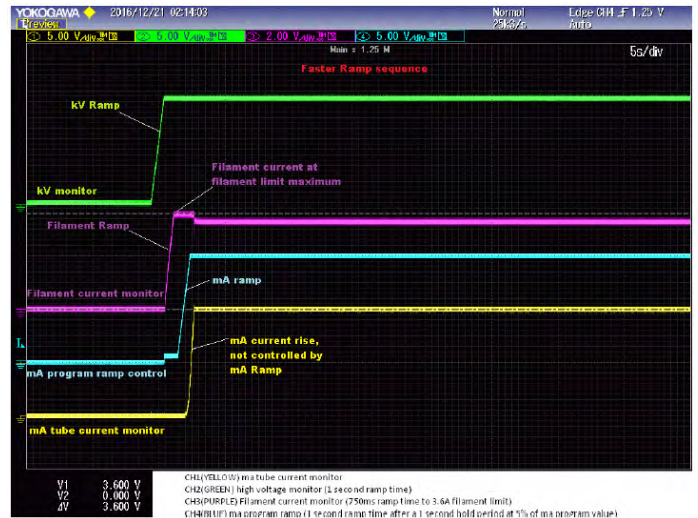 YOKOGAWA 2016/12/21 02:14:03 Normal Edge CH4 1.25 V
Preview 25kS/s Auto
5.00 V/div 5.00 V/div 2.00 V/div 5.00 V/div
Main : 1.25 M 5s/div
Faster Ramp sequence
kV Ramp
Filament current at
filament limit maximum
kV monitor
Filament Ramp
mA ramp
Filament current monitor
mA current rise,
not controlled by
mA Ramp
mA program ramp control
mA tube current monitor
V1 3.600 V
V2 0.000 V
ΔV 3.600 V
CH1(YELLOW) ma tube current monitor
CH2(GREEN) high voltage monitor (1 second ramp time)
CH3(PURPLE) Filament current monitor (750ms ramp time to 3.6A filament limit)
CH4(BLUE) ma program ramp (1 second ramp time after a 1 second hold period at 5% of ma program value)